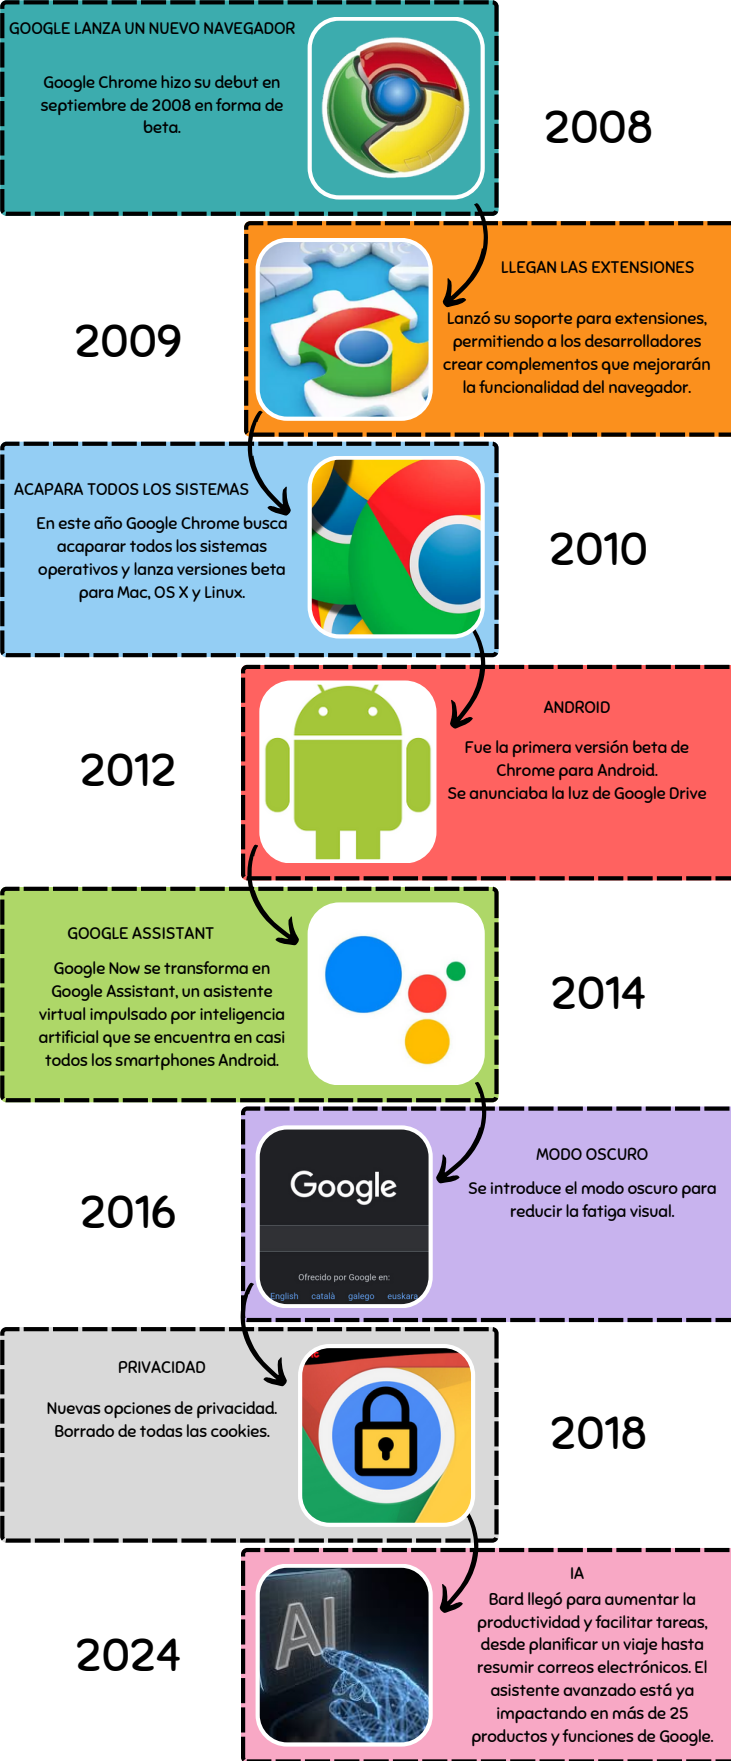 GOOGLE LANZA UN NUEVO NAVEGADOR
Google Chrome hizo su debut en
septiembre de 2008 en forma de
beta.
2008
Google
LLEGAN LAS EXTENSIONES
Lanzó su soporte para extensiones,
permitiendo a los desarrolladores
crear complementos que mejorarán
la funcionalidad del navegador.
2009
ACAPARA TODOS LOS SISTEMAS
En este año Google Chrome busca
acaparar todos los sistemas
operativos y lanza versiones beta
para Mac, OS X y Linux.
2010
ANDROID
Fue la primera versión beta de
Chrome para Android.
Se anunciaba la luz de Google Drive
2012
GOOGLE ASSISTANT
Google Now se transforma en
Google Assistant, un asistente
virtual impulsado por inteligencia
artificial que se encuentra en casi
todos los smartphones Android.
2014
MODO OSCURO
Se introduce el modo oscuro para
reducir la fatiga visual.
2016
Google
Ofrecido por Google en:
English català galego euskara
PRIVACIDAD
Nuevas opciones de privacidad.
Borrado de todas las cookies.
2018
IA
Bard llegó para aumentar la
productividad y facilitar tareas,
desde planificar un viaje hasta
resumir correos electrónicos. El
asistente avanzado está ya
impactando en más de 25
productos y funciones de Google.
2024
AI